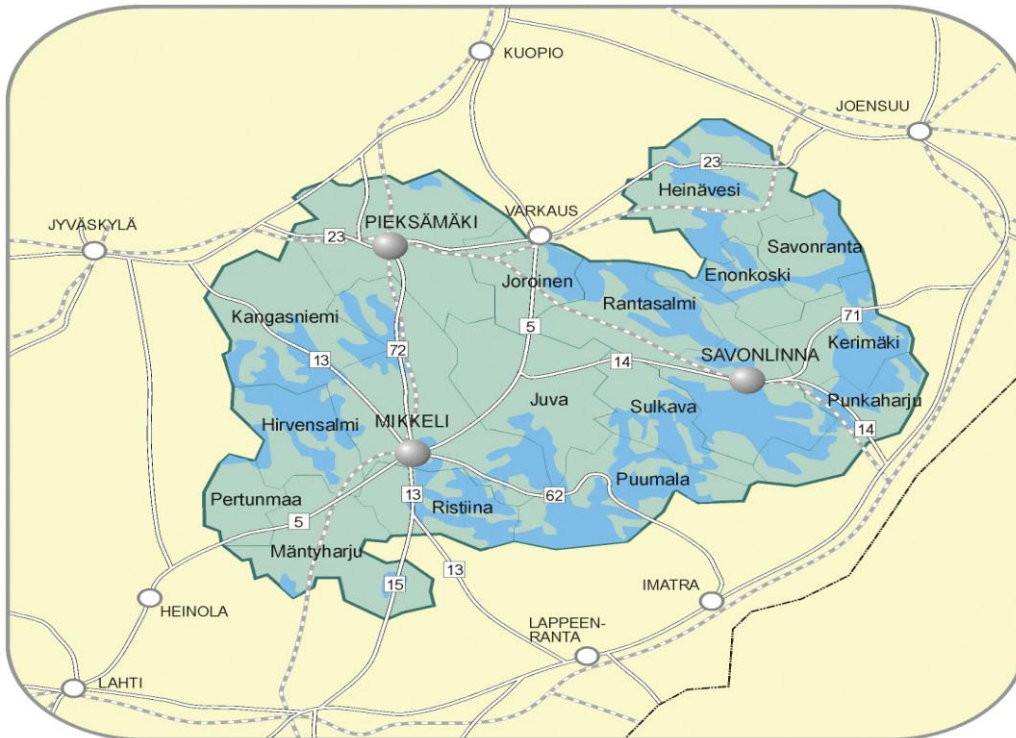 KUOPIO
JOENSUU
23
Heinävesi
PIEKSÄMÄKI
VARKAUS
JYVÄSKYLÄ
23
Savonranta
Enonkoski
Joroinen
Rantasalmi
Kangasniemi
71
5
Kerimäki
72
13
14
SAVONLINNA
Juva
Sulkava
Punkaharju
Hirvensalmi
MIKKELI
14
Puumala
Pertunmaa
13
62
Ristiina
5
Mäntyharju
13
15
IMATRA
HEINOLA
LAPPEEN-
RANTA
LAHTI